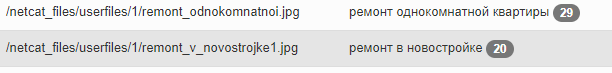 /netcat_files/userfiles/1/remont_odnokomnatnoi.jpg ремонт однокомнатной квартиры 29
/netcat_files/userfiles/1/remont_v_novostrojke1.jpg ремонт в новостройке 20